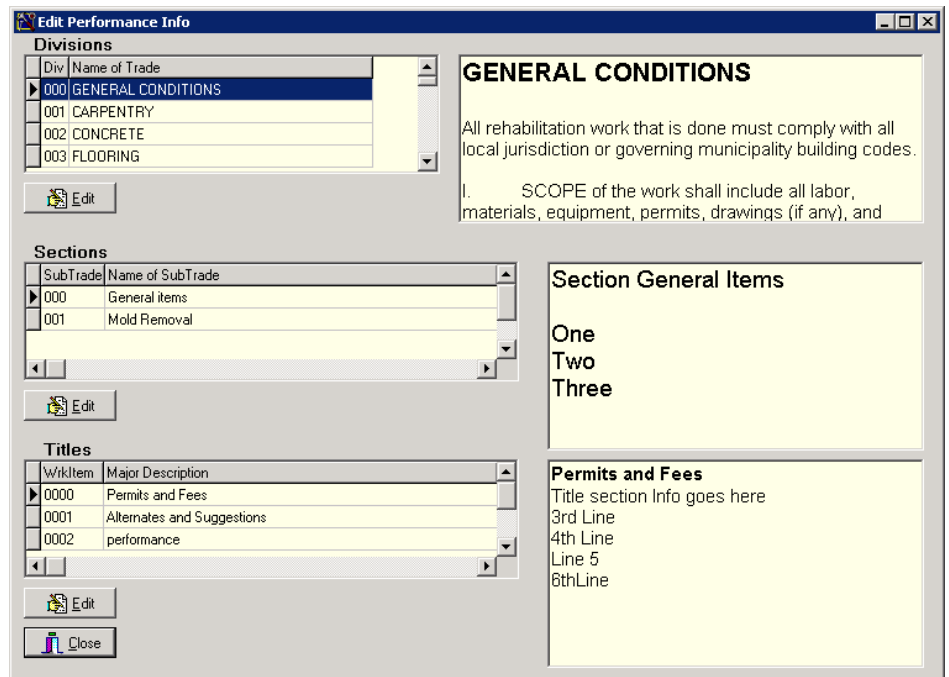 Edit Performance Info
Divisions
Div Name of Trade
000 GENERAL CONDITIONS
001 CARPENTRY
002 CONCRETE
003 FLOORING
Edit
GENERAL CONDITIONS
All rehabilitation work that is done must comply with all
local jurisdiction or governing municipality building codes.
I. SCOPE of the work shall include all labor,
materials, equipment, permits, drawings (if any), and
Sections
SubTrade Name of SubTrade
000 General items
001 Mold Removal
Edit
Section General Items
One
Two
Three
Titles
WrkItem Major Description
0000 Permits and Fees
0001 Alternates and Suggestions
0002 performance
Edit
Close
Permits and Fees
Title section Info goes here
3rd Line
4th Line
Line 5
6thLine